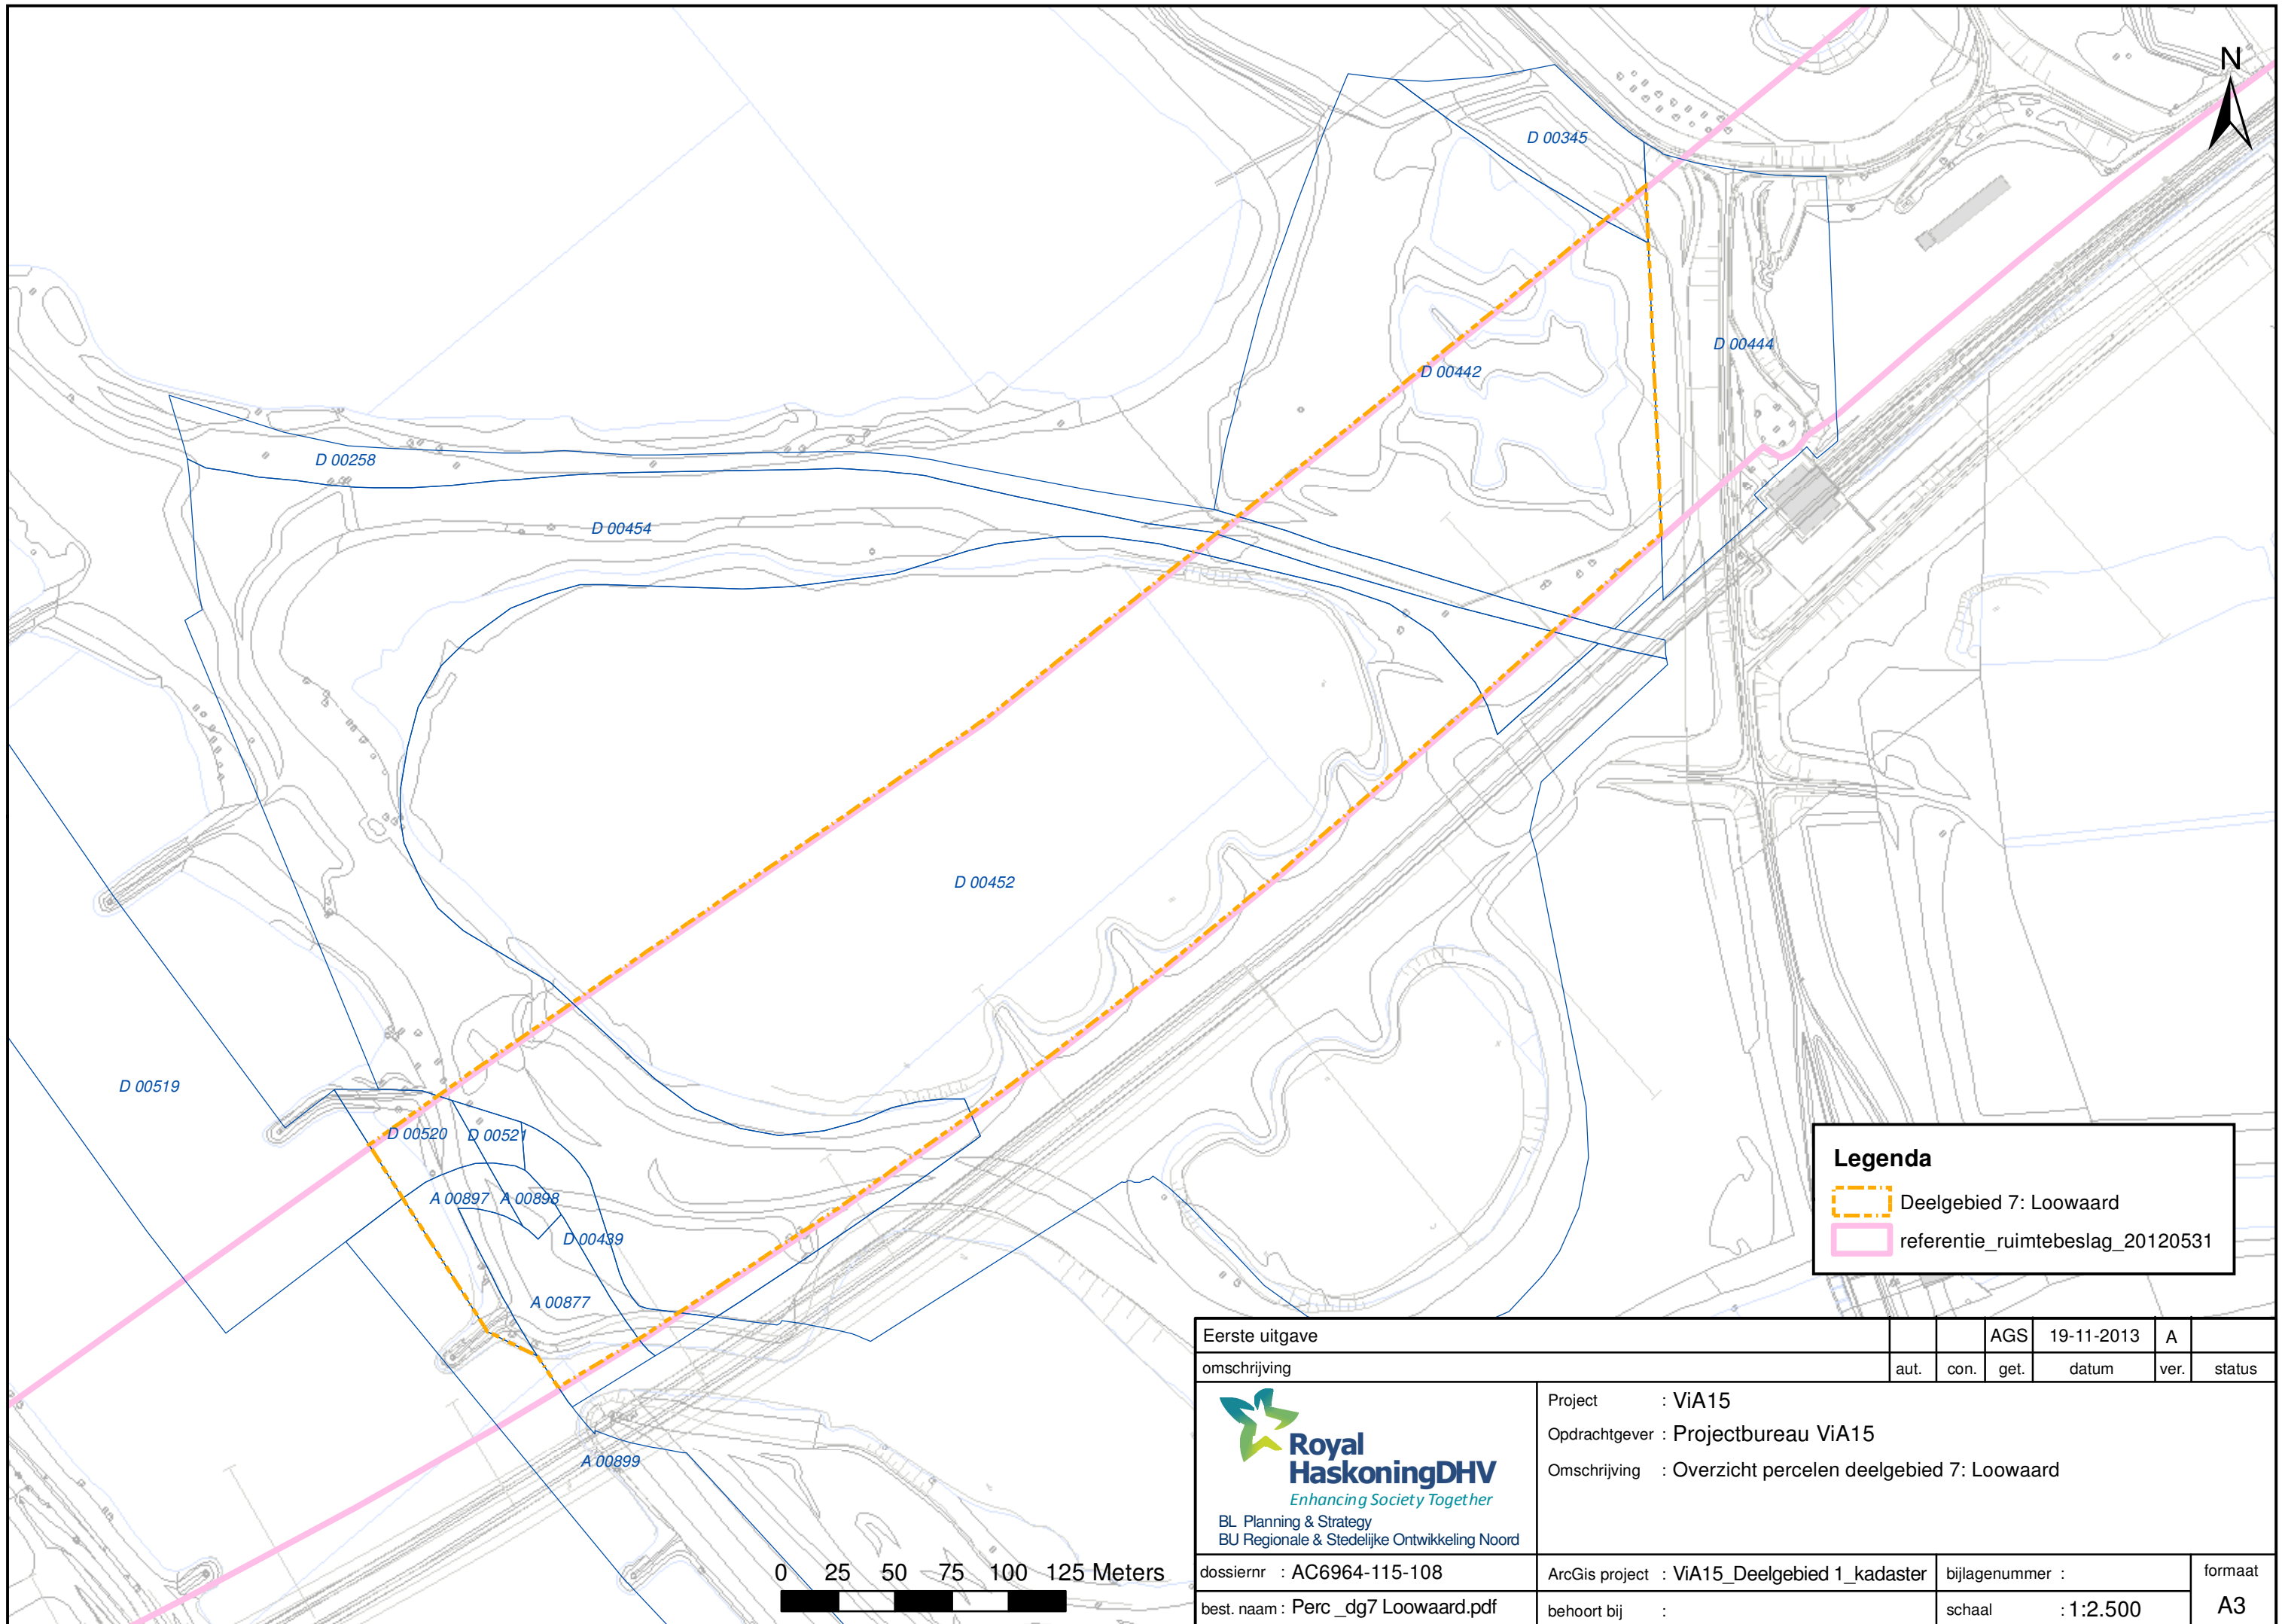 N
D 00345
D 00444
D 00442
D 00258
D 00454
D 00452
D 00519
D 00520
D 00521
A 00897
A 00898
D 00439
A 00877
A 00899
Legenda
Deelgebied 7: Loowaard
referentie_ruimtebeslag_20120531
0 25 50 75 100 125 Meters
Eerste uitgave AGS 19-11-2013 A
omschrijving aut. con. get. datum ver. status
Royal
HaskoningDHV
Enhancing Society Together
BL Planning & Strategy
BU Regionale & Stedelijke Ontwikkeling Noord
Project : ViA15
Opdrachtgever : Projectbureau ViA15
Omschrijving : Overzicht percelen deelgebied 7: Loowaard
dossiernr : AC6964-115-108
ArcGis project : ViA15_Deelgebied 1_kadaster
bijlagenummer :
formaat
best. naam : Perc _dg7 Loowaard.pdf
behoort bij :
schaal : 1:2.500
A3